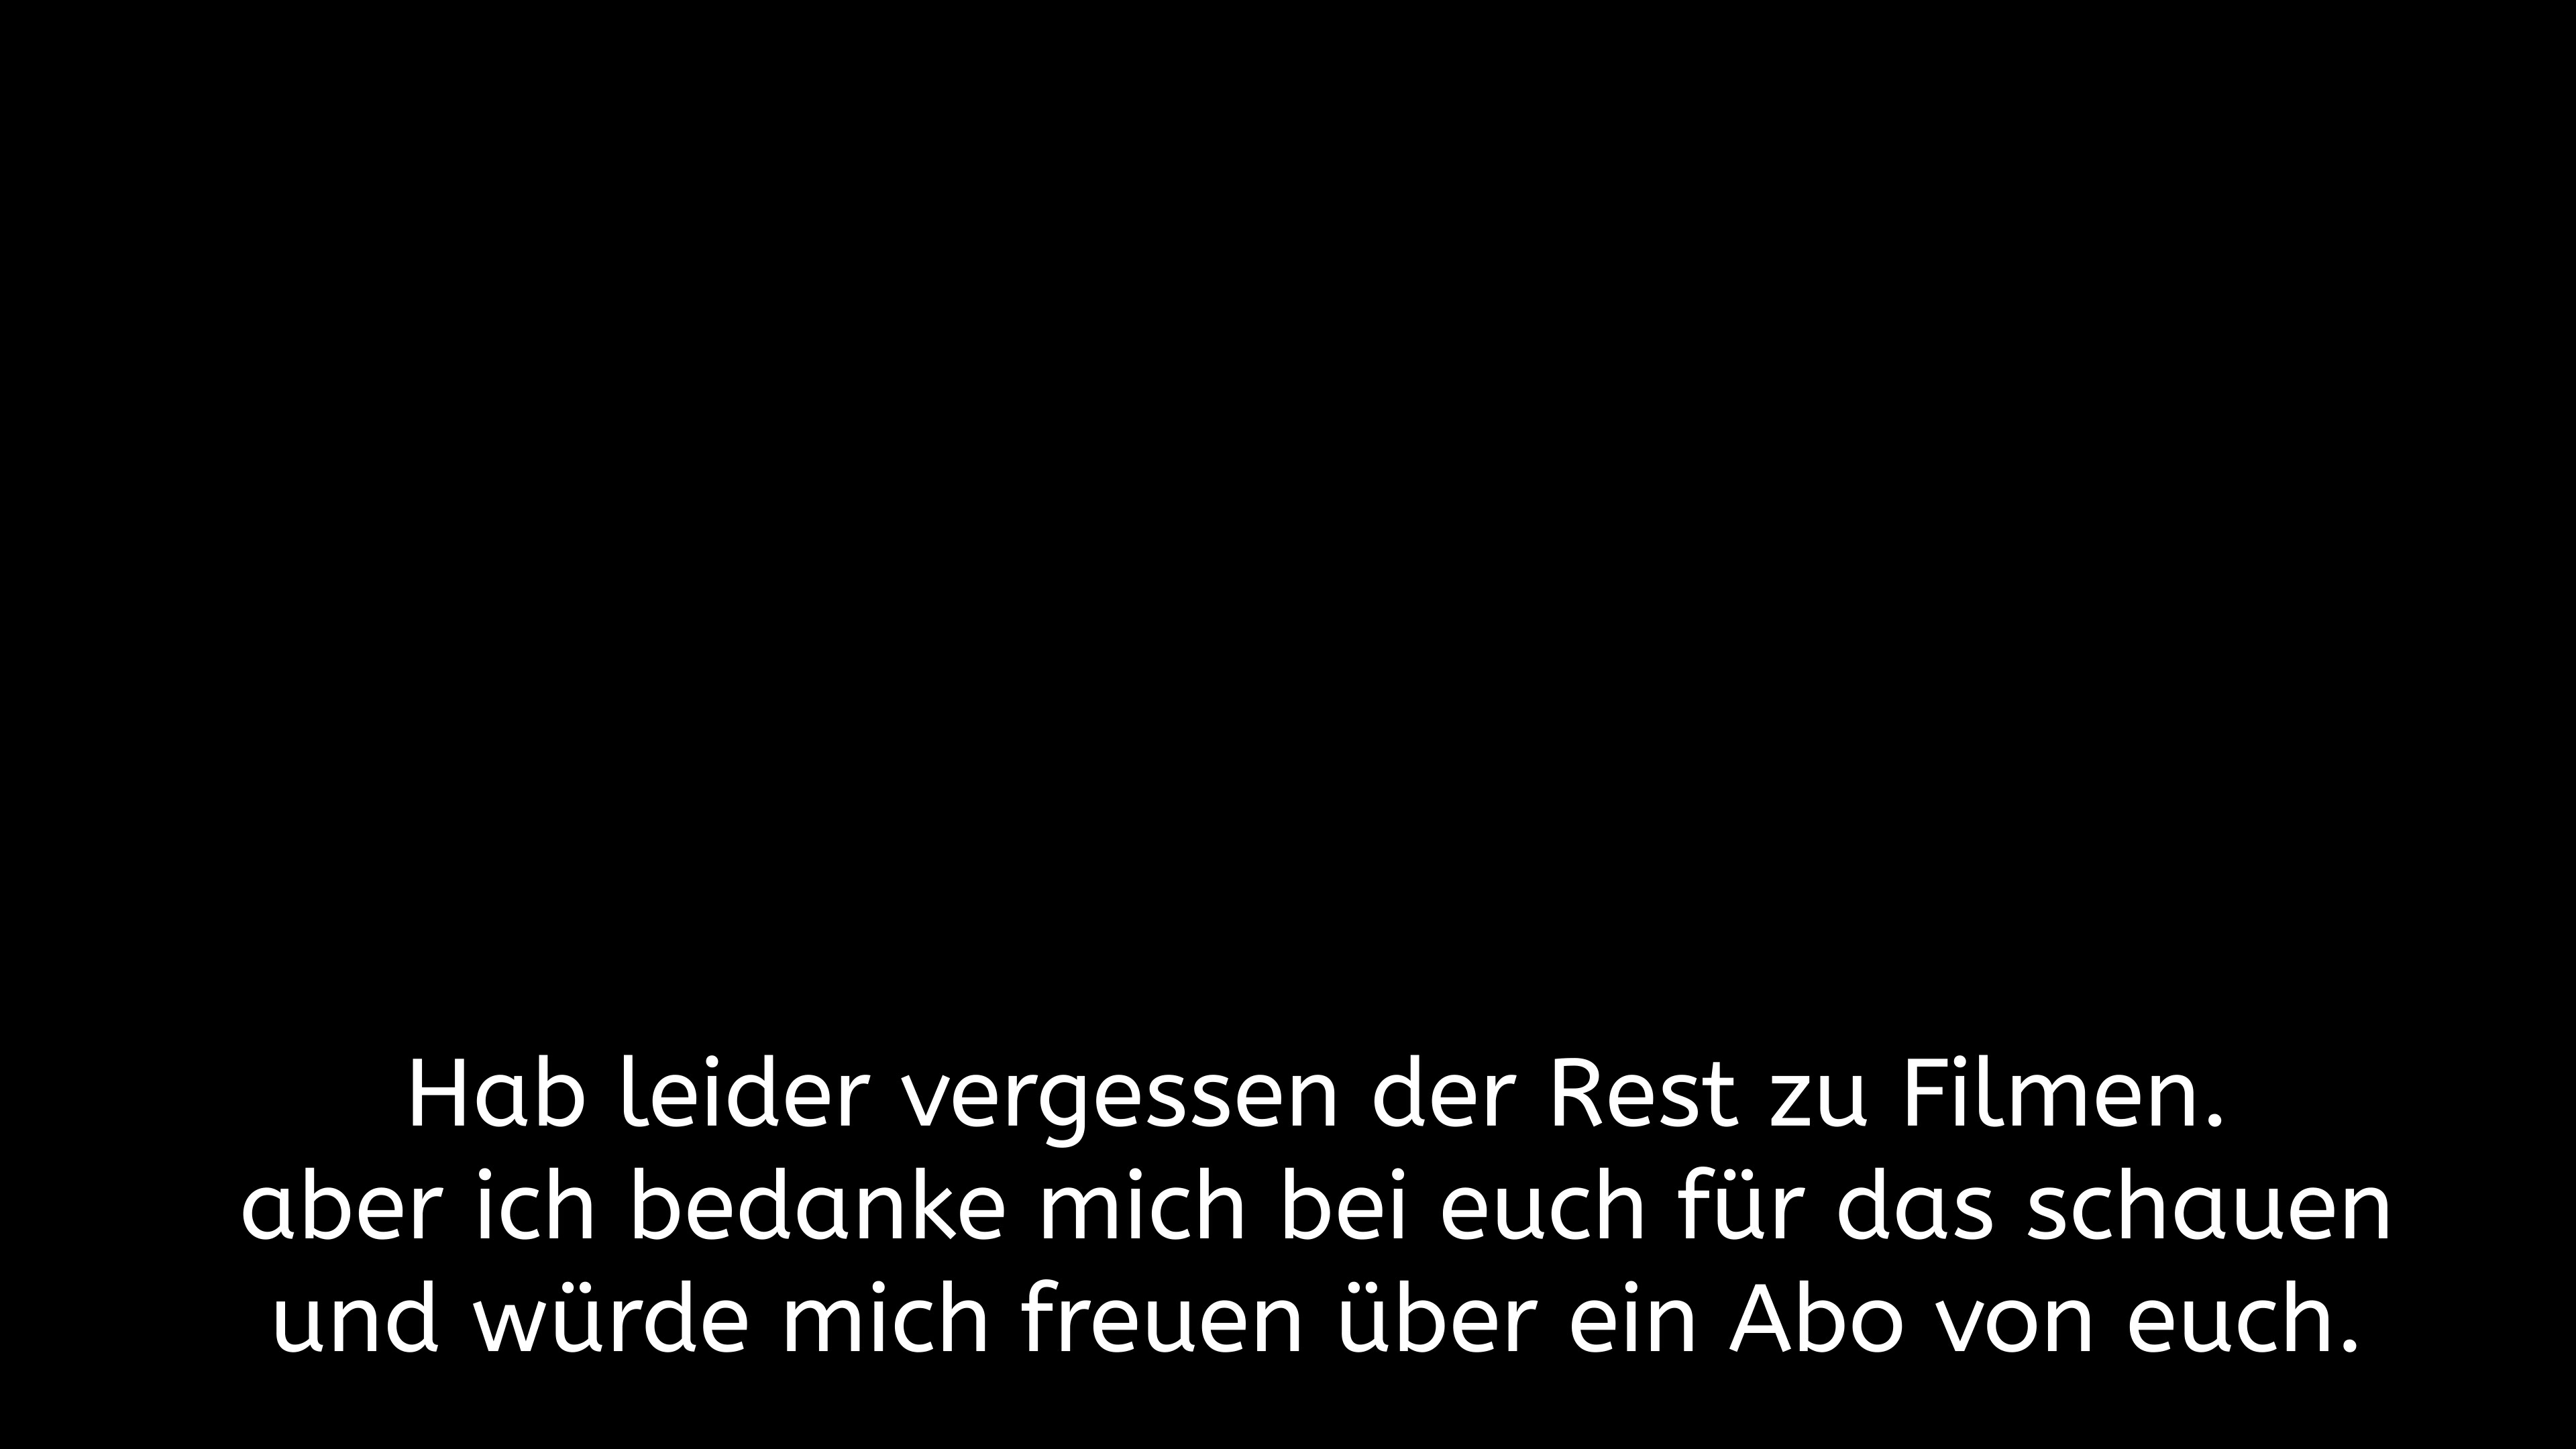 Hab leider vergessen der Rest zu Filmen.
aber ich bedanke mich bei euch für das schauen
und würde mich freuen über ein Abo von euch.